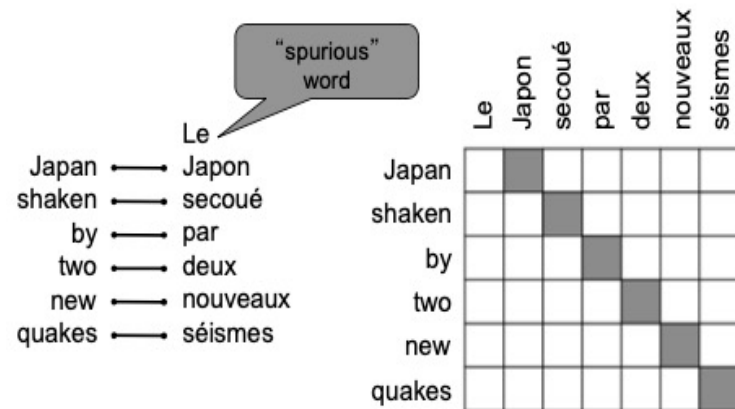 “spurious”
word
Le
Japan Japon
shaken secoué
by par
two deux
new nouveaux
quakes séismes
Le Japon secoué par deux nouveaux séismes
Japan
shaken
by
two
new
quakes